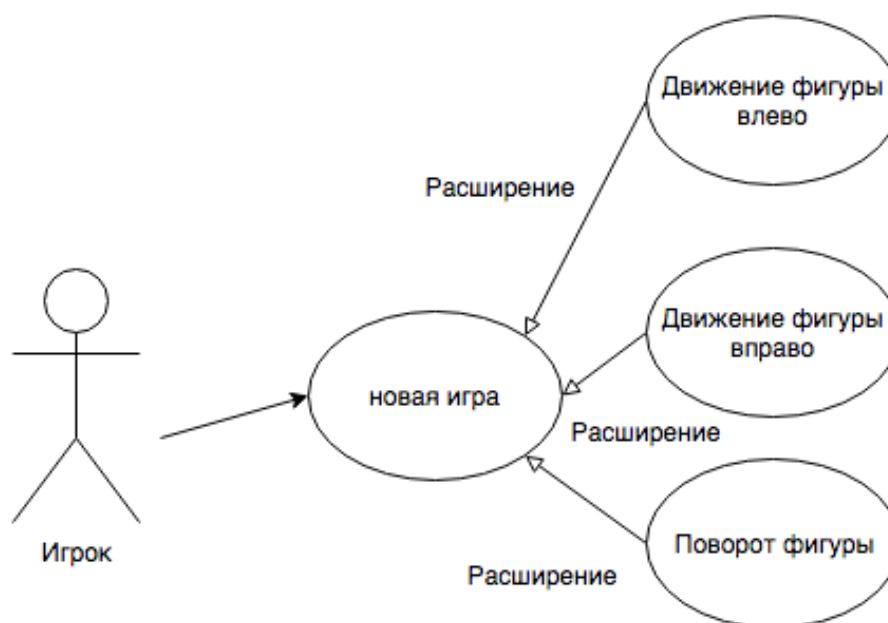 Движение фигуры
влево
Расширение
Движение фигуры
вправо
новая игра
Расширение
Поворот фигуры
Игрок
Расширение